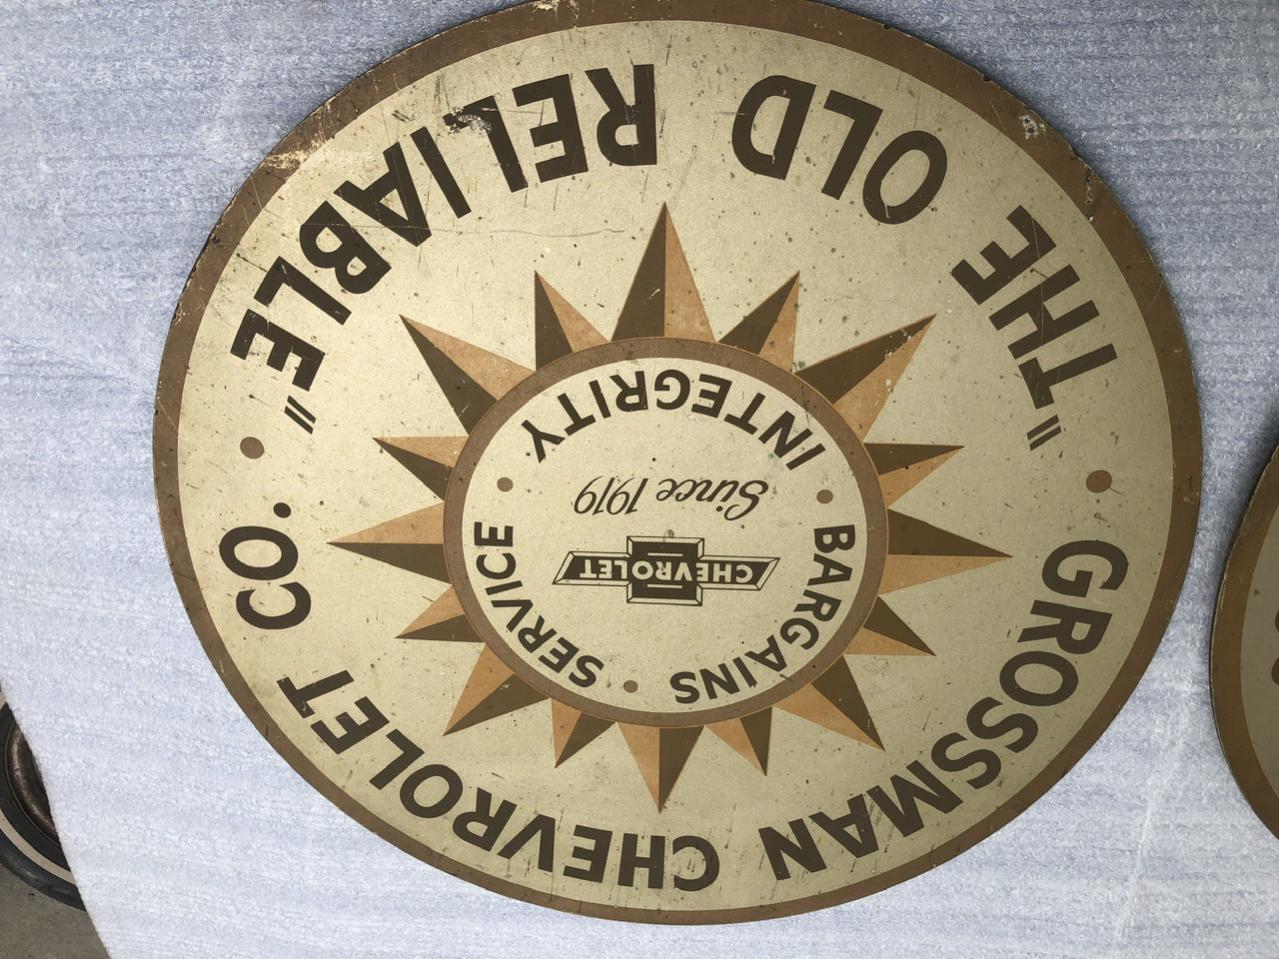 GROSSMAN CHEVROLET CO.
"THE OLD RELIABLE"
BARGAINS • SERVICE
CHEVROLET
Since 1919
INTEGRITY